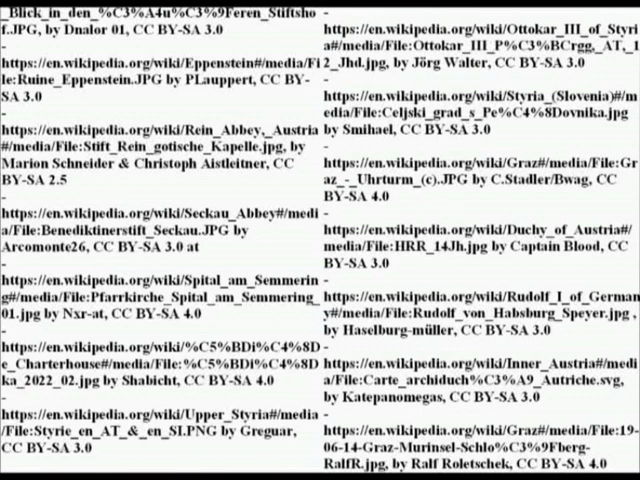 _Blick_in_den_%C3%A4u%C3%9Feren_Stiftsho
f.JPG, by Dnalor 01, CC BY-SA 3.0
-
https://en.wikipedia.org/wiki/Eppenstein#/media/Fi
le:Ruine_Eppenstein.JPG by PLauppert, CC BY-
SA 3.0
-
https://en.wikipedia.org/wiki/Rein_Abbey,_Austria
#/media/File:Stift_Rein_gotische_Kapelle.jpg, by
Marion Schneider & Christoph Aistleitner, CC
BY-SA 2.5
-
https://en.wikipedia.org/wiki/Seckau_Abbey#/medi
a/File:Benediktinerstift_Seckau.JPG by
Arcomonte26, CC BY-SA 3.0 at
-
https://en.wikipedia.org/wiki/Spital_am_Semmerin
g#/media/File:Pfarrkirche_Spital_am_Semmering_
01.jpg by Nxr-at, CC BY-SA 4.0
-
https://en.wikipedia.org/wiki/%C5%BDi%C4%8D
e_Charterhouse#/media/File:%C5%BDi%C4%8D
ka_2022_02.jpg by Shabicht, CC BY-SA 4.0
-
https://en.wikipedia.org/wiki/Upper_Styria#/media
/File:Styrie_en_AT_&_en_SI.PNG by Greguar,
CC BY-SA 3.0
-
https://en.wikipedia.org/wiki/Ottokar_III_of_Styri
a#/media/File:Ottokar_III_P%C3%BCrgg,_AT,_1
2_Jhd.jpg, by Jörg Walter, CC BY-SA 3.0
-
https://en.wikipedia.org/wiki/Styria_(Slovenia)#/m
edia/File:Celjski_grad_s_Pe%C4%8Dovnika.jpg
by Smihael, CC BY-SA 3.0
-
https://en.wikipedia.org/wiki/Graz#/media/File:Gr
az_-_Uhrturm_(c).JPG by C.Stadler/Bwag, CC
BY-SA 4.0
-
https://en.wikipedia.org/wiki/Duchy_of_Austria#/
media/File:HRR_14Jh.jpg by Captain Blood, CC
BY-SA 3.0
-
https://en.wikipedia.org/wiki/Rudolf_I_of_German
y#/media/File:Rudolf_von_Habsburg_Speyer.jpg ,
by Haselburg-müller, CC BY-SA 3.0
-
https://en.wikipedia.org/wiki/Inner_Austria#/medi
a/File:Carte_archiduch%C3%A9_Autriche.svg,
by Katepanomegas, CC BY-SA 3.0
-
https://en.wikipedia.org/wiki/Graz#/media/File:19-
06-14-Graz-Murinsel-Schlo%C3%9Fberg-
RalfR.jpg, by Ralf Roletschek, CC BY-SA 4.0